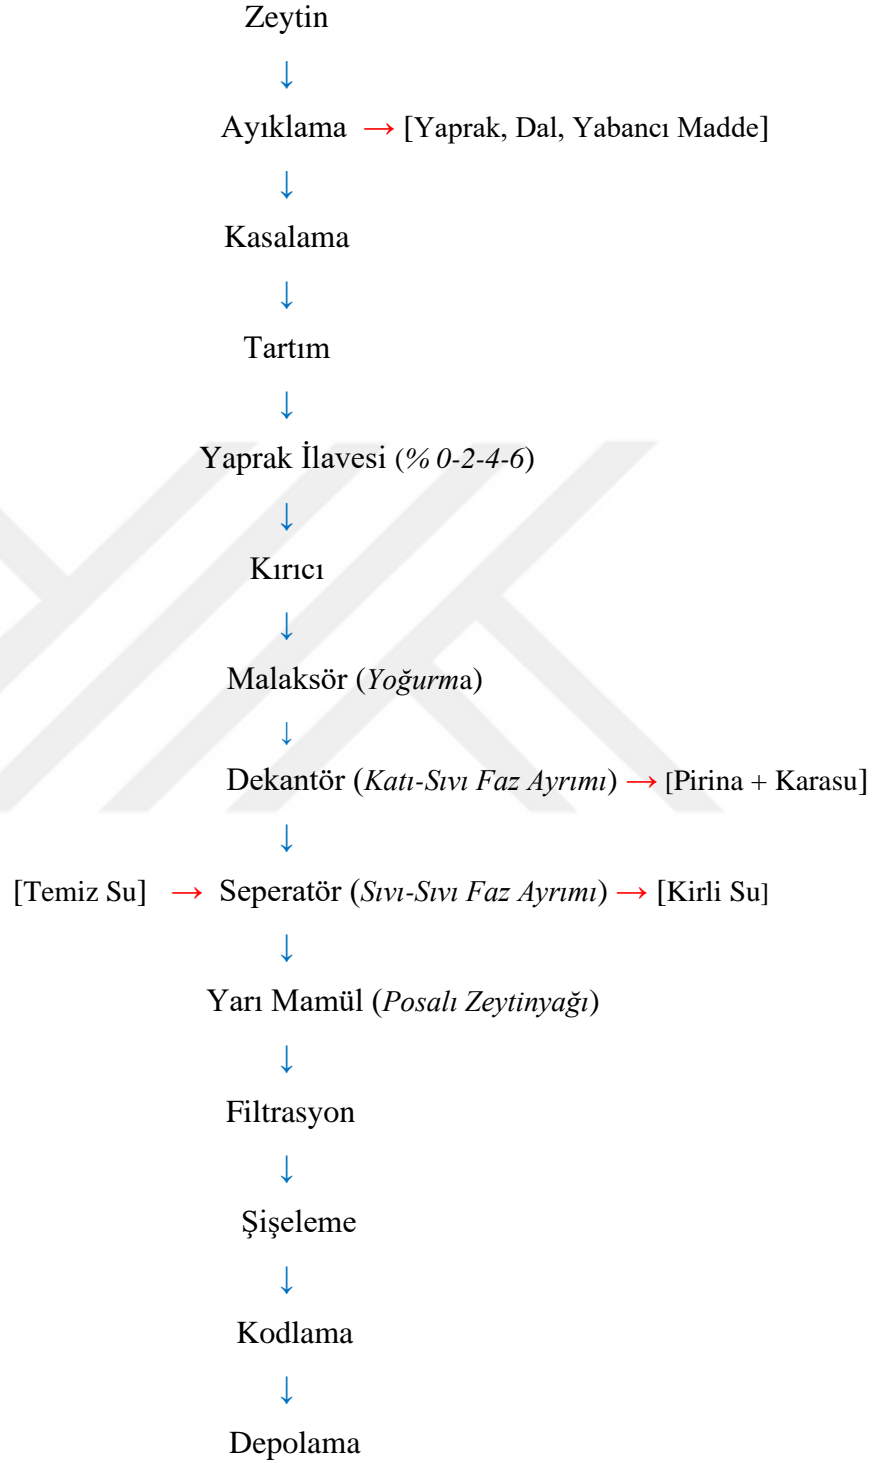 Zeytin
↓
Ayıklama → [Yaprak, Dal, Yabancı Madde]
↓
Kasalama
↓
Tartım
↓
Yaprak İlavesi (% 0-2-4-6)
↓
Kırıcı
↓
Malaksör (Yoğurma)
↓
Dekantör (Katı-Sıvı Faz Ayrımı) → [Pirina + Karasu]
↓
[Temiz Su] → Seperatör (Sıvı-Sıvı Faz Ayrımı) → [Kirli Su]
↓
Yarı Mamül (Posalı Zeytinyağı)
↓
Filtrasyon
↓
Şişeleme
↓
Kodlama
↓
Depolama